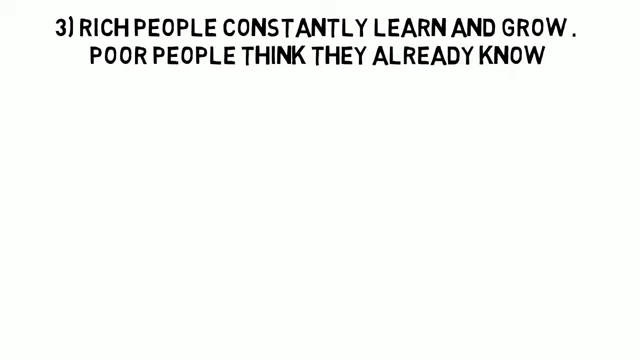 3) RICH PEOPLE CONSTANTLY LEARN AND GROW .
POOR PEOPLE THINK THEY ALREADY KNOW